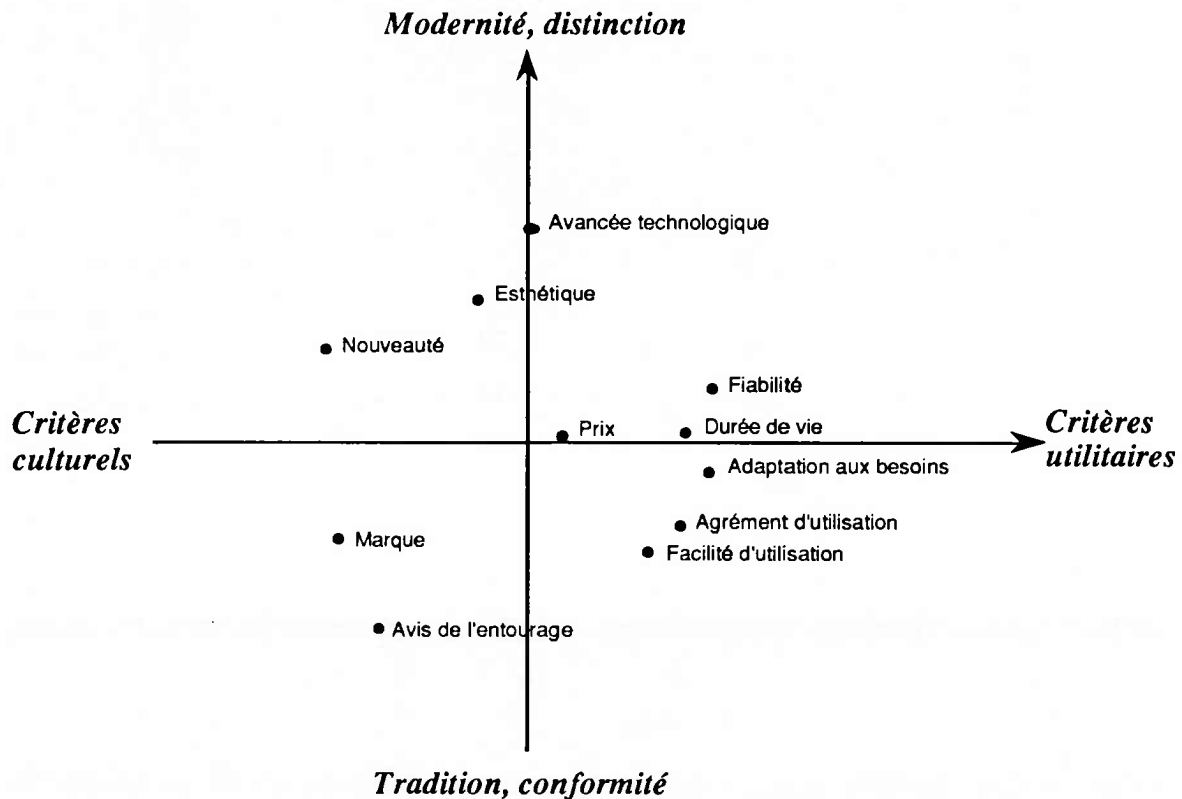 Modernité, distinction
Avancée technologique
Esthétique
Nouveauté
Fiabilité
Critères
culturels
Prix
Durée de vie
Critères
utilitaires
Adaptation aux besoins
Agrément d'utilisation
Marque
Facilité d'utilisation
Avis de l'entourage
Tradition, conformité